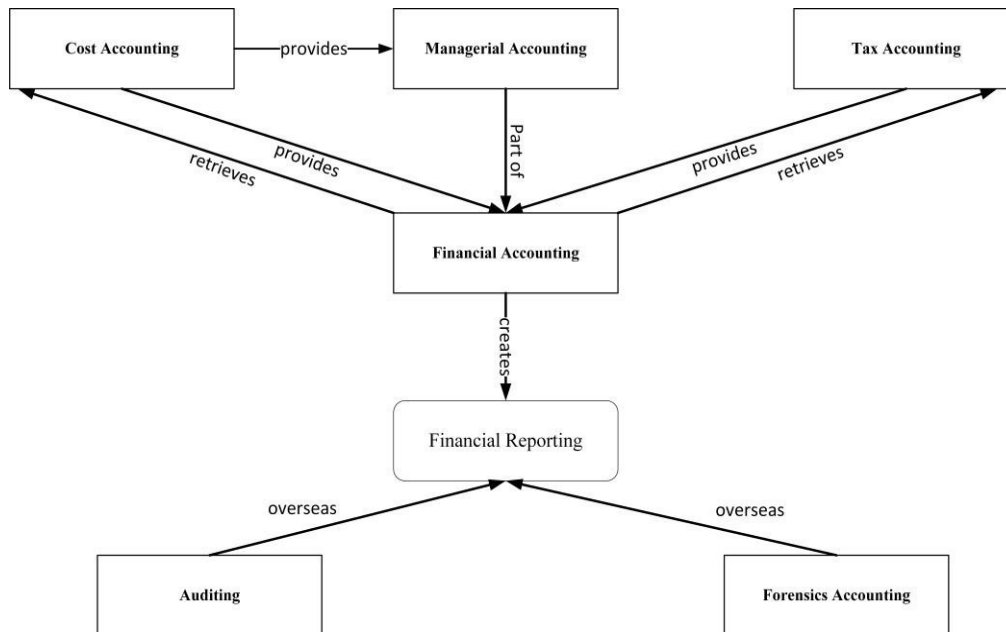 Cost Accounting
provides
Managerial Accounting
Tax Accounting
retrieves
provides
Part of
provides
retrieves
Financial Accounting
creates
Financial Reporting
overseas
overseas
Auditing
Forensics Accounting